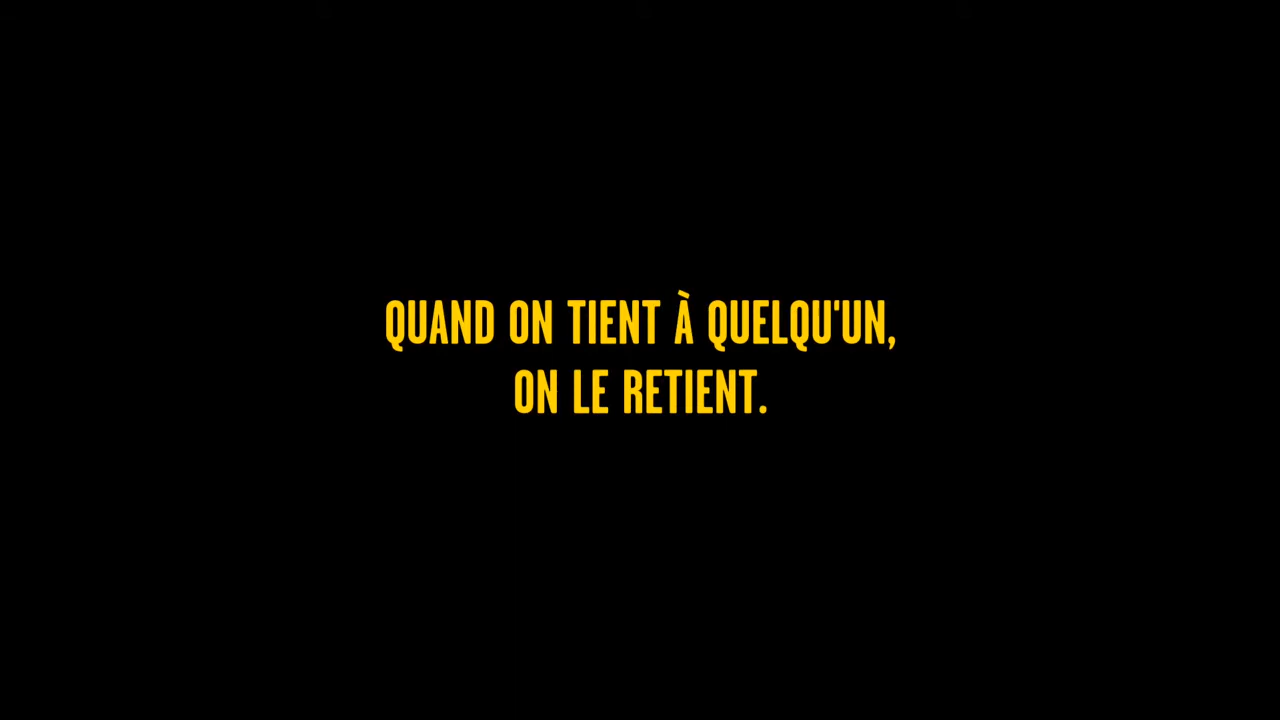 QUAND ON TIENT À QUELQU'UN,
ON LE RETIENT.